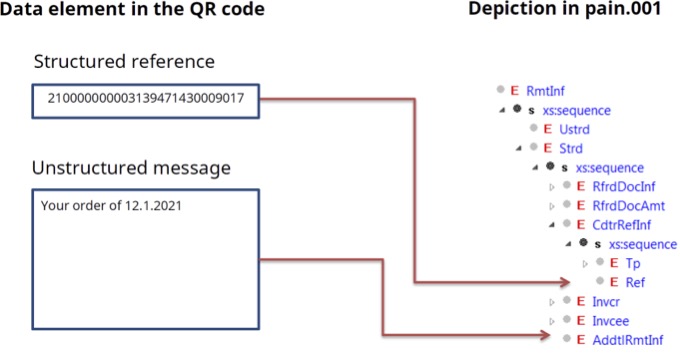 Data element in the QR code
Depiction in pain.001
Structured reference
210000000003139471430009017
Unstructured message
Your order of 12.1.2021
E RmtInf
s xs:sequence
E Ustrd
E Strd
s xs:sequence
E RfrdDocInf
E RfrdDocAmt
E CdtrRefInf
s xs:sequence
E Tp
E Ref
E Invcr
E Invcee
E AddtlRmtInf